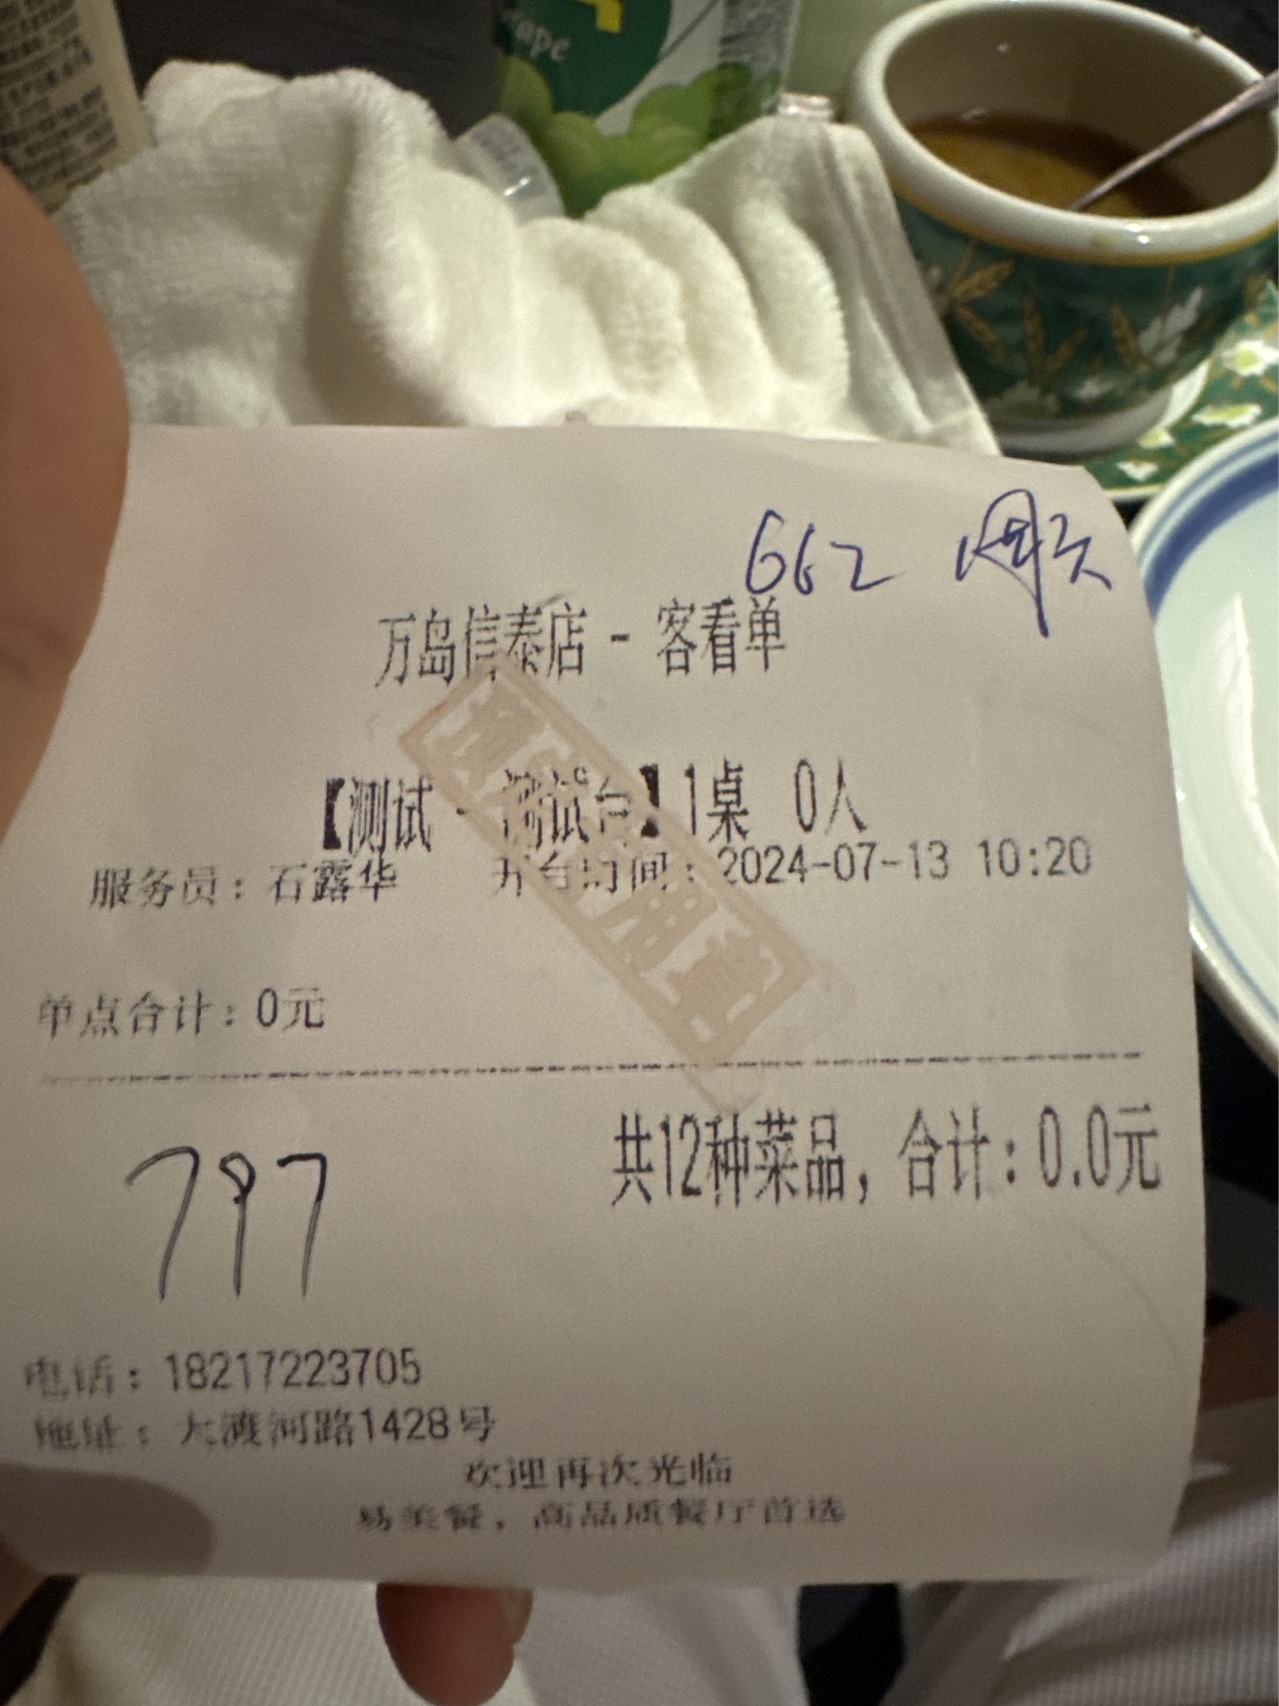 ape
662
万岛信泰店 - 客看单
【测试 - 测试台】1桌 0人
服务员：石露华 开台时间：2024-07-13 10:20
单点合计：0元
共12种菜品，合计：0.0元
797
电话：18217223705
地址：大渡河路1428号
欢迎再次光临
易美餐，高品质餐厅首选